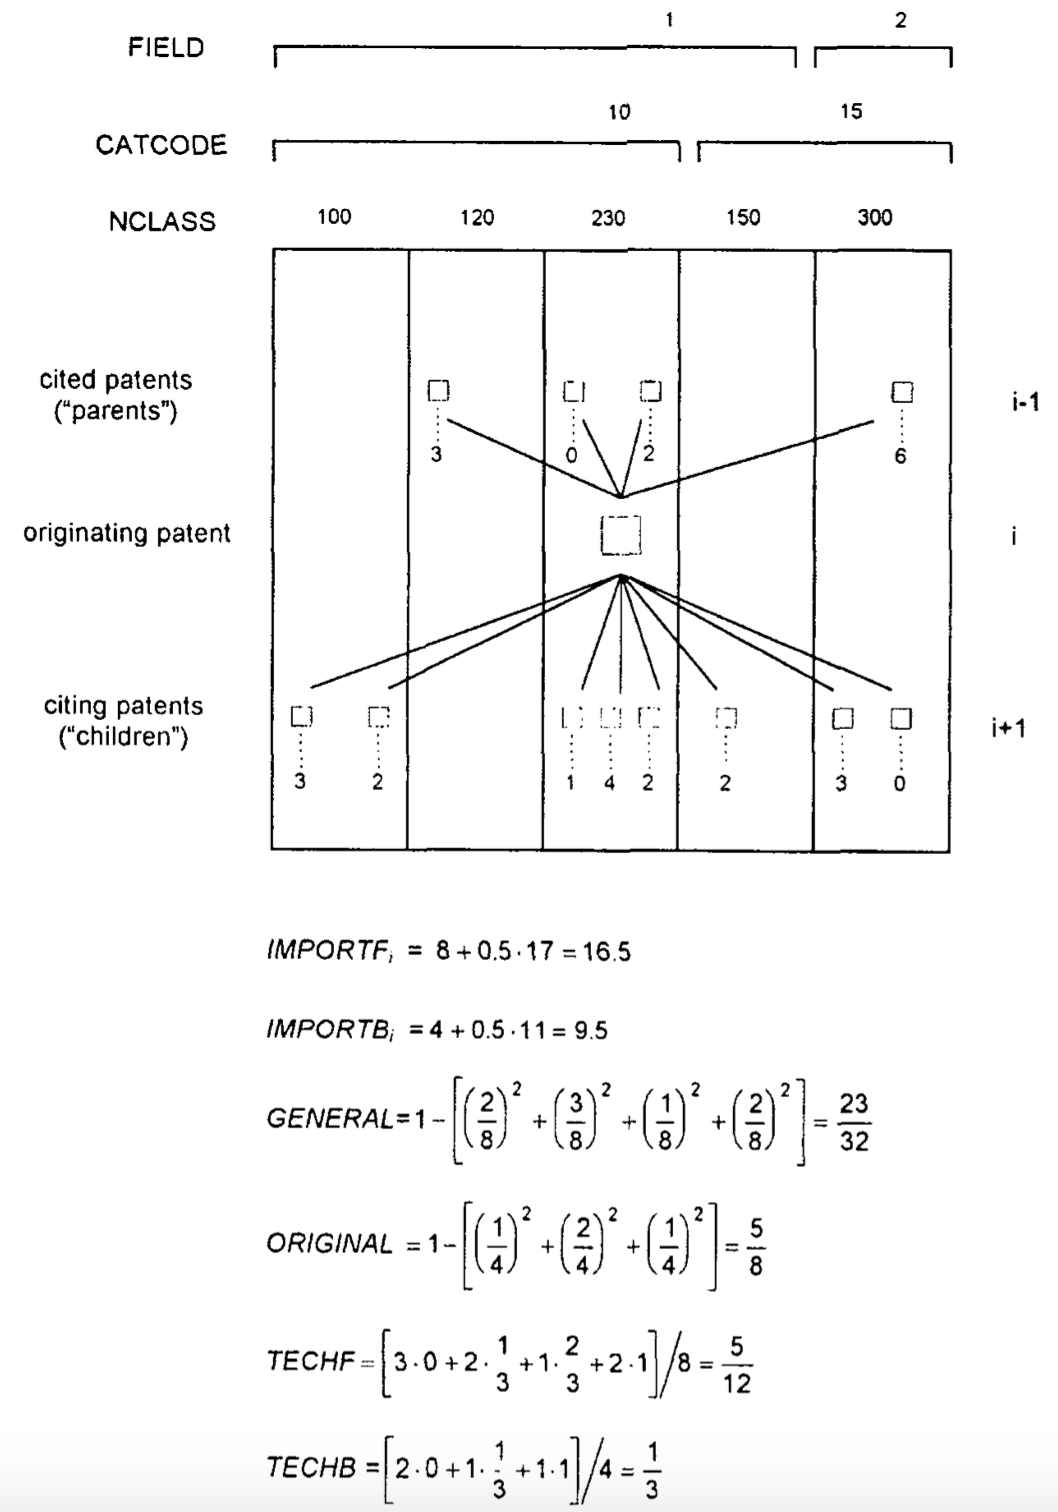 1 2
FIELD
10 15
CATCODE
NCLASS 100 120 230 150 300
cited patents
("parents") i-1
3 0 2 6
originating patent i
citing patents
("children") i+1
3 2 1 4 2 2 3 0
IMPORTFᵢ = 8 + 0.5·17 = 16.5
IMPORTBᵢ = 4 + 0.5·11 = 9.5
GENERAL=1−[(2/8)² + (3/8)² + (1/8)² + (2/8)²] = 23/32
ORIGINAL = 1−[(1/4)² + (2/4)² + (1/4)²] = 5/8
TECHF = [3·0 + 2·1/3 + 1·2/3 + 2·1]/8 = 5/12
TECHB = [2·0 + 1·1/3 + 1·1]/4 = 1/3